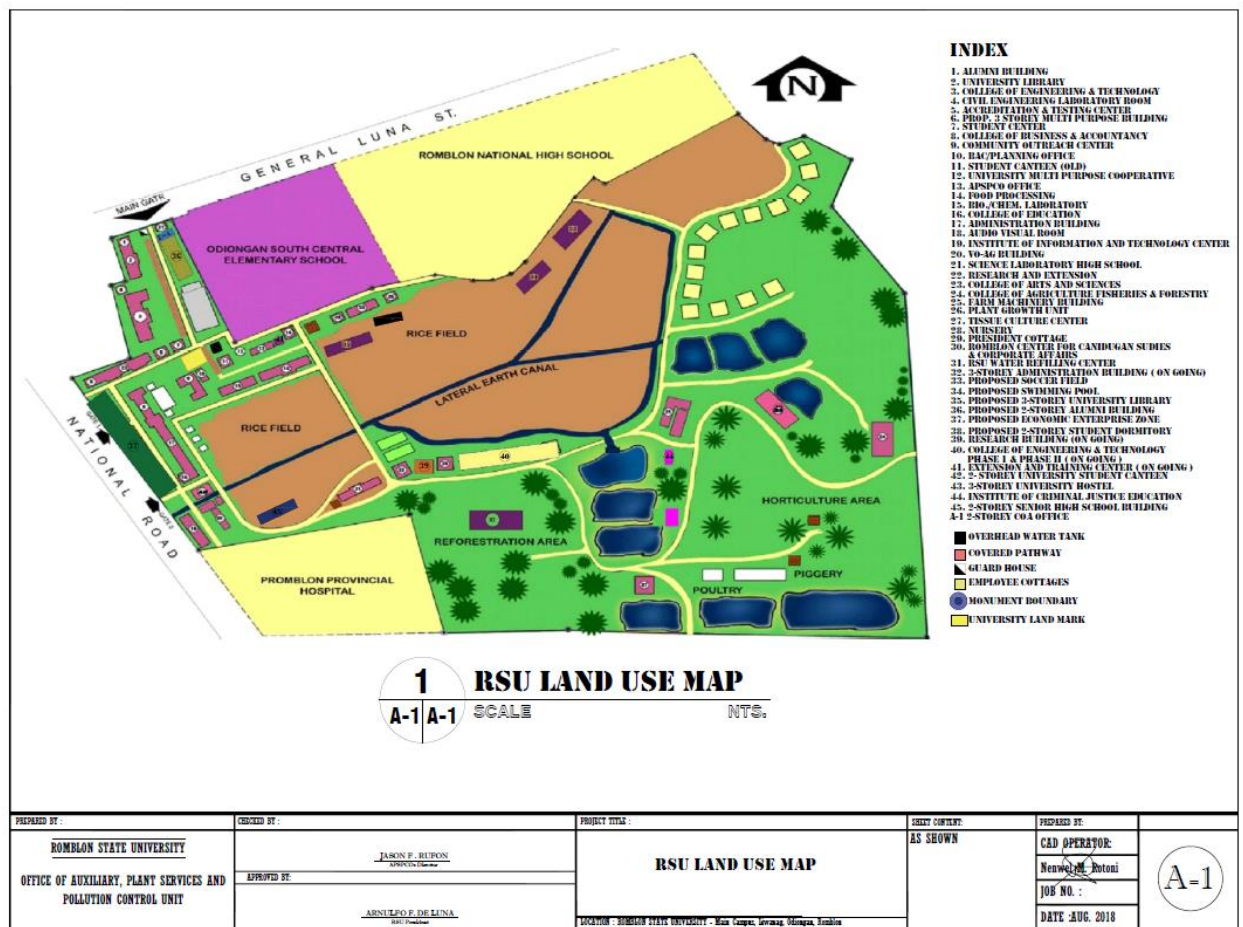 INDEX
1. ALUMNI BUILDING
2. UNIVERSITY LIBRARY
3. COLLEGE OF ENGINEERING & TECHNOLOGY
4. CIVIL ENGINEERING LABORATORY ROOM
5. ACCREDITATION & TESTING CENTER
6. PROP. 3 STOREY MULTI PURPOSE BUILDING
7. STUDENT CENTER
8. COLLEGE OF BUSINESS & ACCOUNTANCY
9. COMMUNITY OUTREACH CENTER
10. BAC/PLANNING OFFICE
11. STUDENT CANTEEN (OLD)
12. UNIVERSITY MULTI PURPOSE COOPERATIVE
13. APSPCO OFFICE
14. FOOD PROCESSING
15. BIO./CHEM. LABORATORY
16. COLLEGE OF EDUCATION
17. ADMINISTRATION BUILDING
18. AUDIO VISUAL ROOM
19. INSTITUTE OF INFORMATION AND TECHNOLOGY CENTER
20. VO-AG BUILDING
21. SCIENCE LABORATORY HIGH SCHOOL
22. RESEARCH AND EXTENSION
23. COLLEGE OF ARTS AND SCIENCES
24. COLLEGE OF AGRICULTURE FISHERIES & FORESTRY
25. FARM MACHINERY BUILDING
26. PLANT GROWTH UNIT
27. TISSUE CULTURE CENTER
28. NURSERY
29. PRESIDENT COTTAGE
30. ROMBLON CENTER FOR CANIDUGAN SUDIES
& CORPORATE AFFAIRS
31. RSU WATER REFILLING CENTER
32. 3-STOREY ADMINISTRATION BUILDING ( ON GOING)
33. PROPOSED SOCCER FIELD
34. PROPOSED SWIMMING POOL
35. PROPOSED 3-STOREY UNIVERSITY LIBRARY
36. PROPOSED 2-STOREY ALUMNI BUILDING
37. PROPOSED ECONOMIC ENTERPRISE ZONE
38. PROPOSED 2-STOREY STUDENT DORMITORY
39. RESEARCH BUILDING (ON GOING)
40. COLLEGE OF ENGINEERING & TECHNOLOGY
PHASE 1 & PHASE II ( ON GOING )
41. EXTENSION AND TRAINING CENTER ( ON GOING )
42. 2- STOREY UNIVERSITY STUDENT CANTEEN
43. 3-STOREY UNIVERSITY HOSTEL
44. INSTITUTE OF CRIMINAL JUSTICE EDUCATION
45. 2-STOREY SENIOR HIGH SCHOOL BUILDING
A-1 2-STOREY COA OFFICE
OVERHEAD WATER TANK
COVERED PATHWAY
GUARD HOUSE
EMPLOYEE COTTAGES
MONUMENT BOUNDARY
UNIVERSITY LAND MARK
N
GENERAL LUNA ST.
MAIN GATE
ROMBLON NATIONAL HIGH SCHOOL
ODIONGAN SOUTH CENTRAL
ELEMENTARY SCHOOL
RICE FIELD
LATERAL EARTH CANAL
RICE FIELD
NATIONAL ROAD
39
40
HORTICULTURE AREA
REFORESTRATION AREA
PROMBLON PROVINCIAL
HOSPITAL
PIGGERY
POULTRY
1
A-1 A-1
RSU LAND USE MAP
SCALE NTS.
PREPARED BY :
ROMBLON STATE UNIVERSITY
OFFICE OF AUXILIARY, PLANT SERVICES AND
POLLUTION CONTROL UNIT
CHECKED BY :
JASON F. RUFON
APSPCOs Director
APPROVED BY:
ARNULFO F. DE LUNA
RSU President
PROJECT TITLE :
RSU LAND USE MAP
LOCATION : ROMBLON STATE UNIVERSITY - Main Campus, Odiongan, Romblon
SHEET CONTENT:
AS SHOWN
PREPARED BY:
CAD OPERATOR:
Rotoni
JOB NO. :
DATE :AUG. 2018
A-1